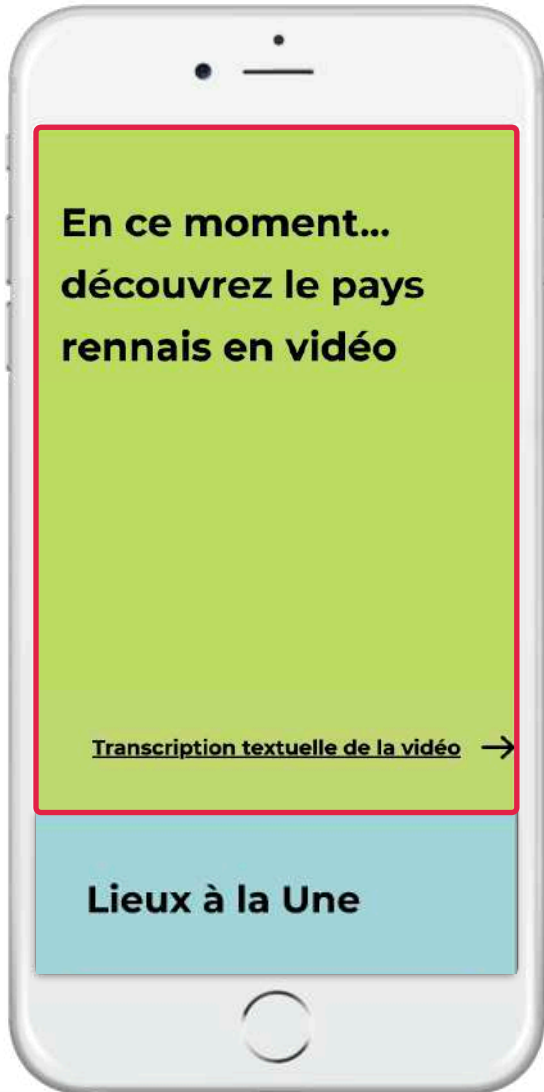 En ce moment...
découvrez le pays
rennais en vidéo
Transcription textuelle de la vidéo
Lieux à la Une